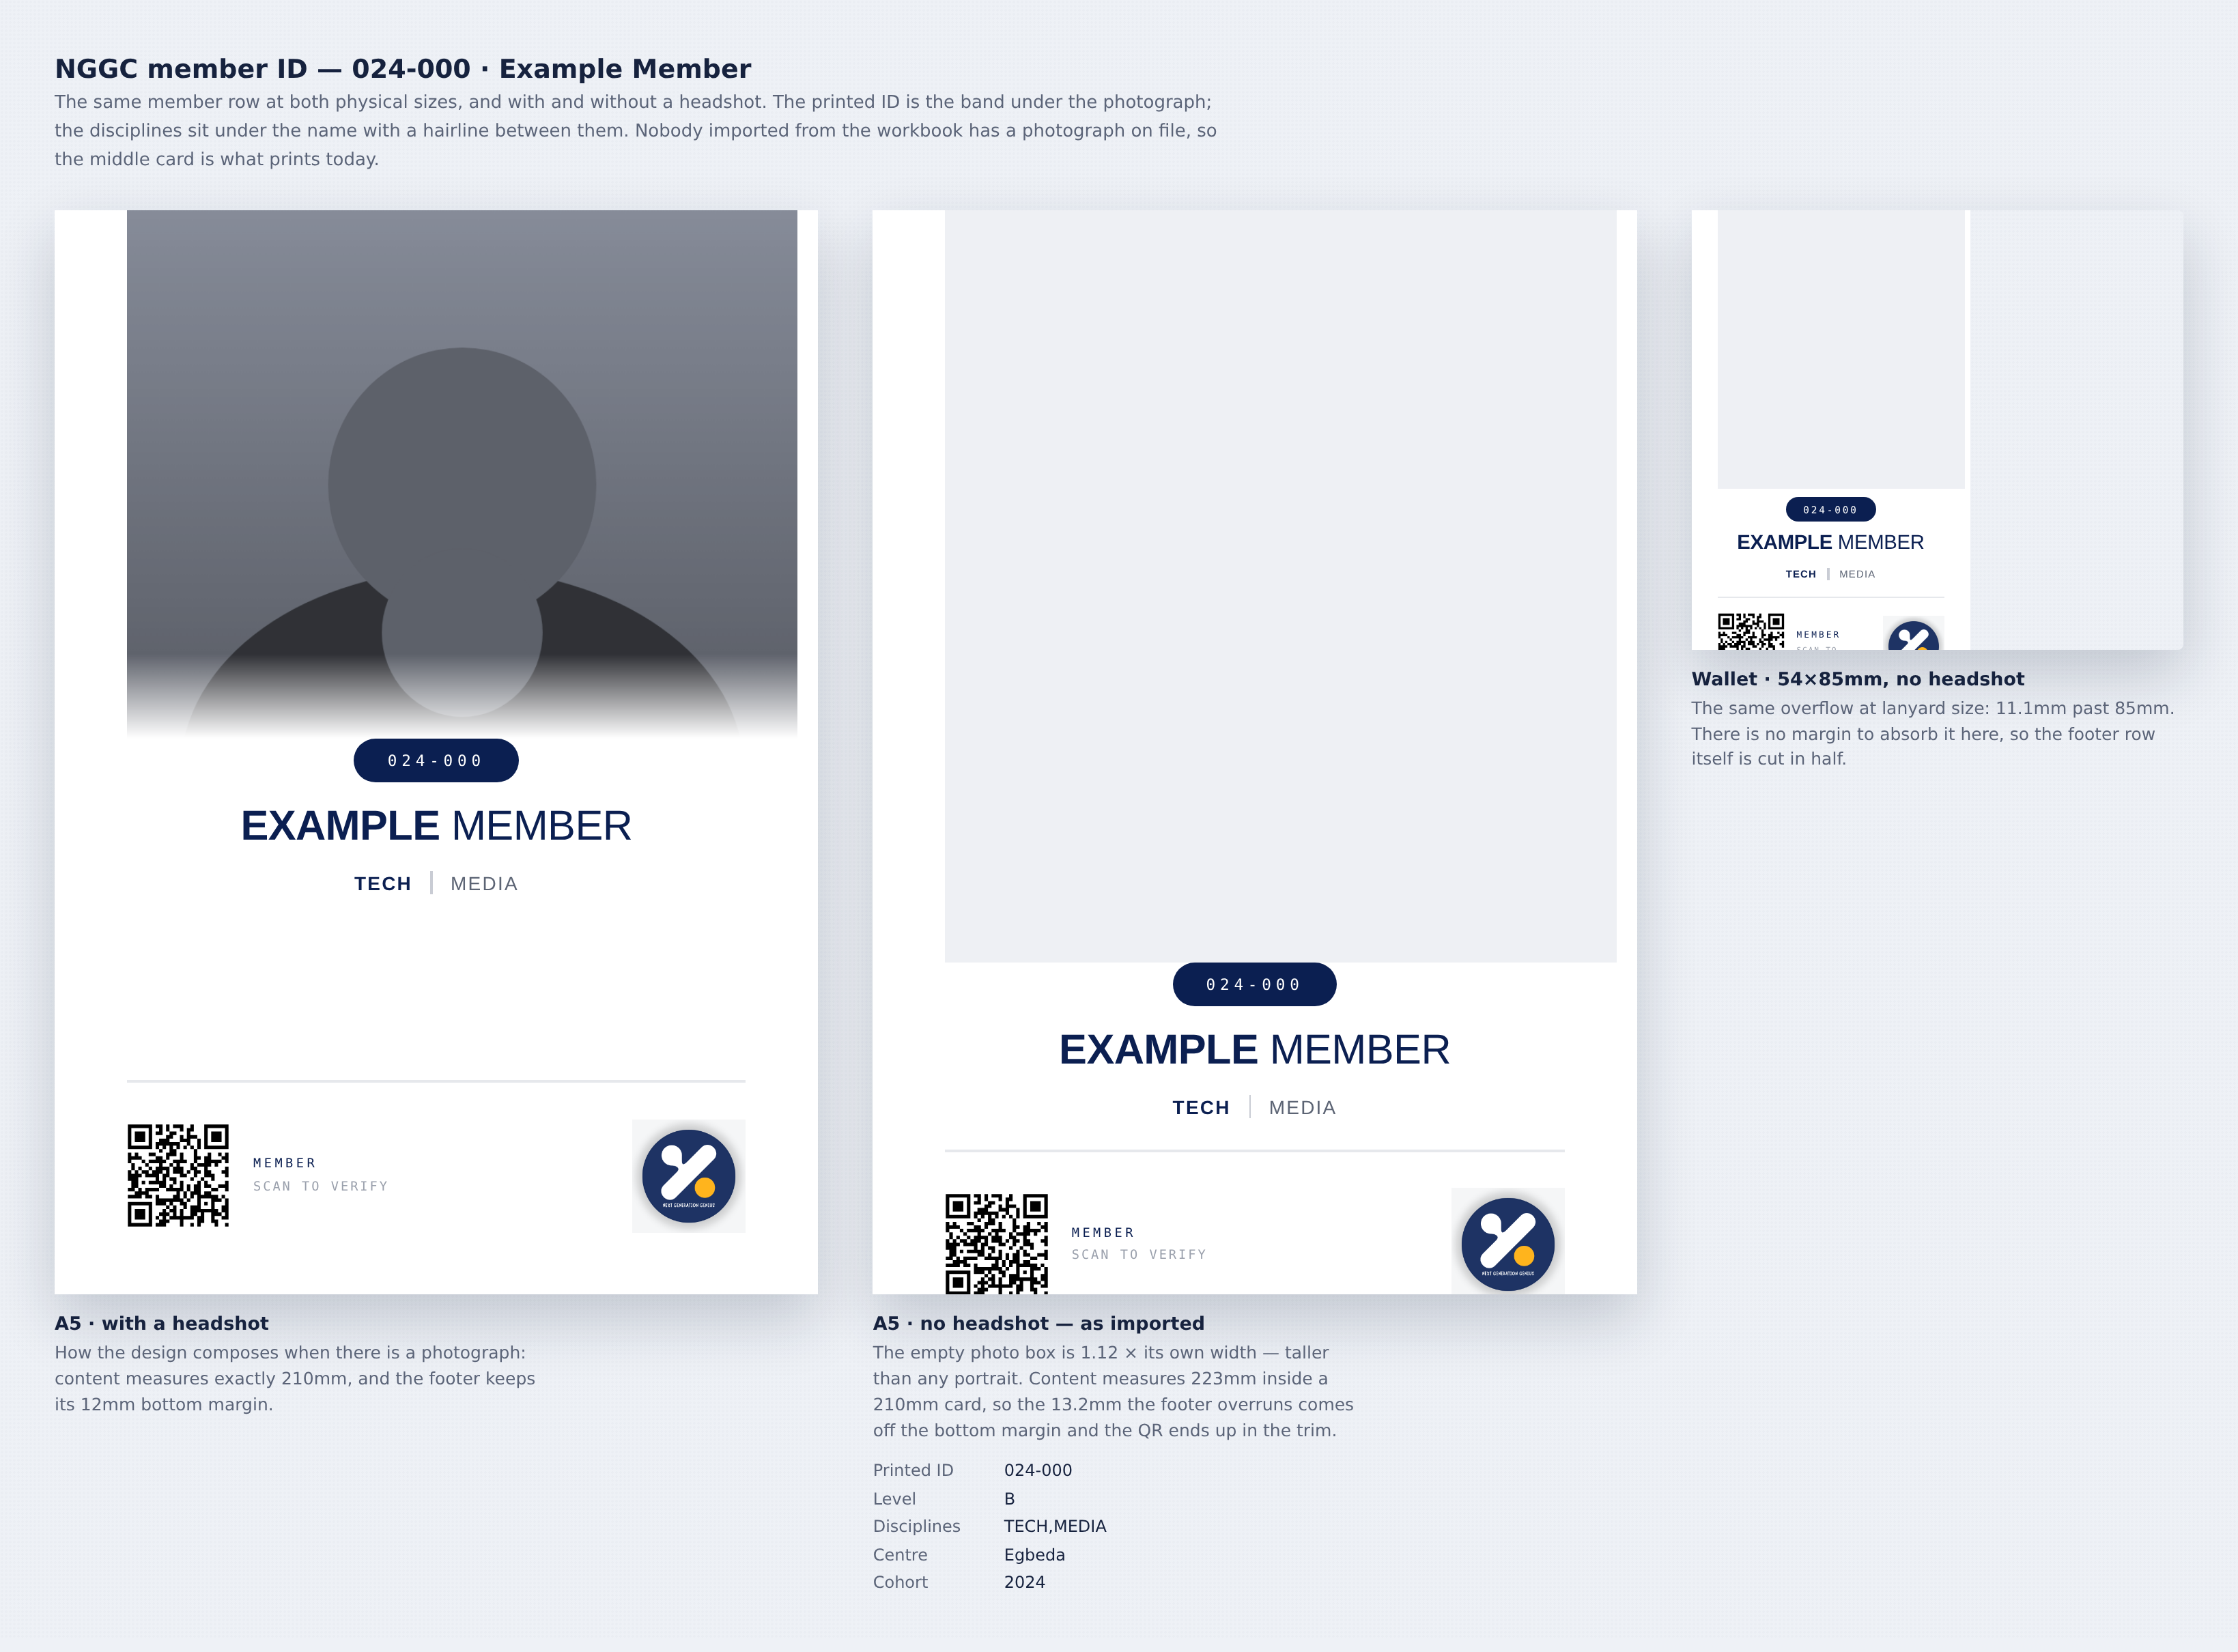 NGGC member ID — 024-000 · Example Member
The same member row at both physical sizes, and with and without a headshot. The printed ID is the band under the photograph;
the disciplines sit under the name with a hairline between them. Nobody imported from the workbook has a photograph on file, so
the middle card is what prints today.
024-000
EXAMPLE MEMBER
TECH MEDIA
MEMBER
SCAN TO VERIFY
NEXT GENERATION GENIUS
A5 · with a headshot
How the design composes when there is a photograph:
content measures exactly 210mm, and the footer keeps
its 12mm bottom margin.
024-000
EXAMPLE MEMBER
TECH MEDIA
MEMBER
SCAN TO VERIFY
NEXT GENERATION GENIUS
A5 · no headshot — as imported
The empty photo box is 1.12 × its own width — taller
than any portrait. Content measures 223mm inside a
210mm card, so the 13.2mm the footer overruns comes
off the bottom margin and the QR ends up in the trim.
Printed ID 024-000
Level B
Disciplines TECH,MEDIA
Centre Egbeda
Cohort 2024
024-000
EXAMPLE MEMBER
TECH MEDIA
MEMBER
SCAN TO
Wallet · 54×85mm, no headshot
The same overflow at lanyard size: 11.1mm past 85mm.
There is no margin to absorb it here, so the footer row
itself is cut in half.